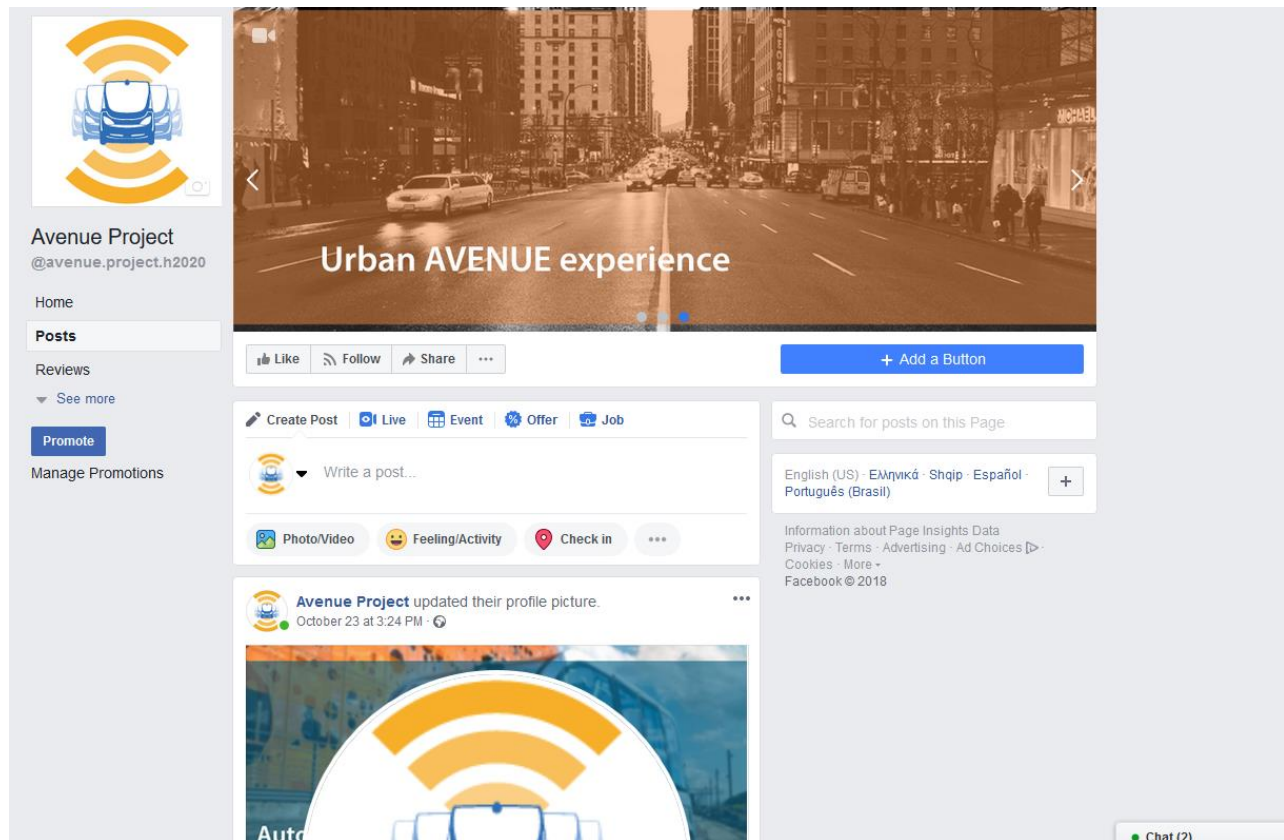 Avenue Project
@avenue.project.h2020
Home
Posts
Reviews
See more
Promote
Manage Promotions
GEORGIA
MICHAEL
Urban AVENUE experience
Like
Follow
Share
+ Add a Button
Create Post
Live
Event
Offer
Job
Write a post...
Photo/Video
Feeling/Activity
Check in
Search for posts on this Page
English (US) · Ελληνικά · Shqip · Español ·
Português (Brasil)
Information about Page Insights Data
Privacy · Terms · Advertising · Ad Choices ·
Cookies · More
Facebook © 2018
Avenue Project updated their profile picture.
October 23 at 3:24 PM ·
Auto
Chat (2)